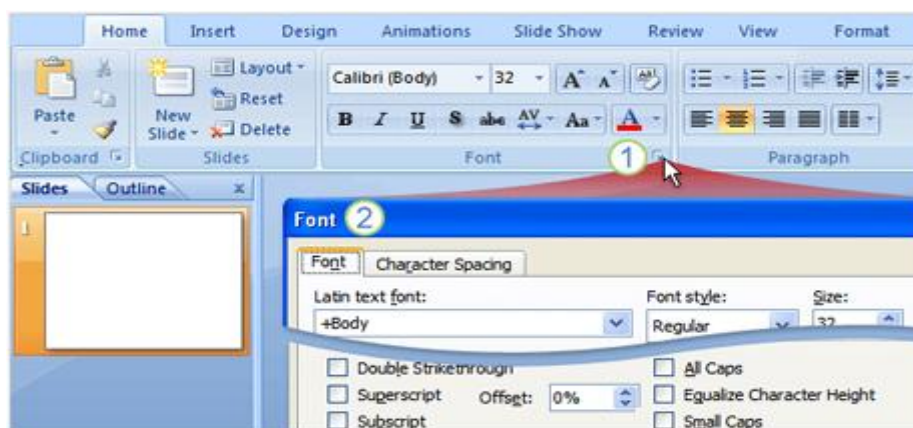 Home Insert Design Animations Slide Show Review View Format
Paste
New Slide
Layout
Reset
Delete
Calibri (Body) 32 A A Aa
B I U S abc AV Aa A
Clipboard Slides Font 1 Paragraph
Slides Outline x
1
Font 2
Font Character Spacing
Latin text font: Font style: Size:
+Body Regular 32
Double Strikethrough All Caps
Superscript Offset: 0% Equalize Character Height
Subscript Small Caps